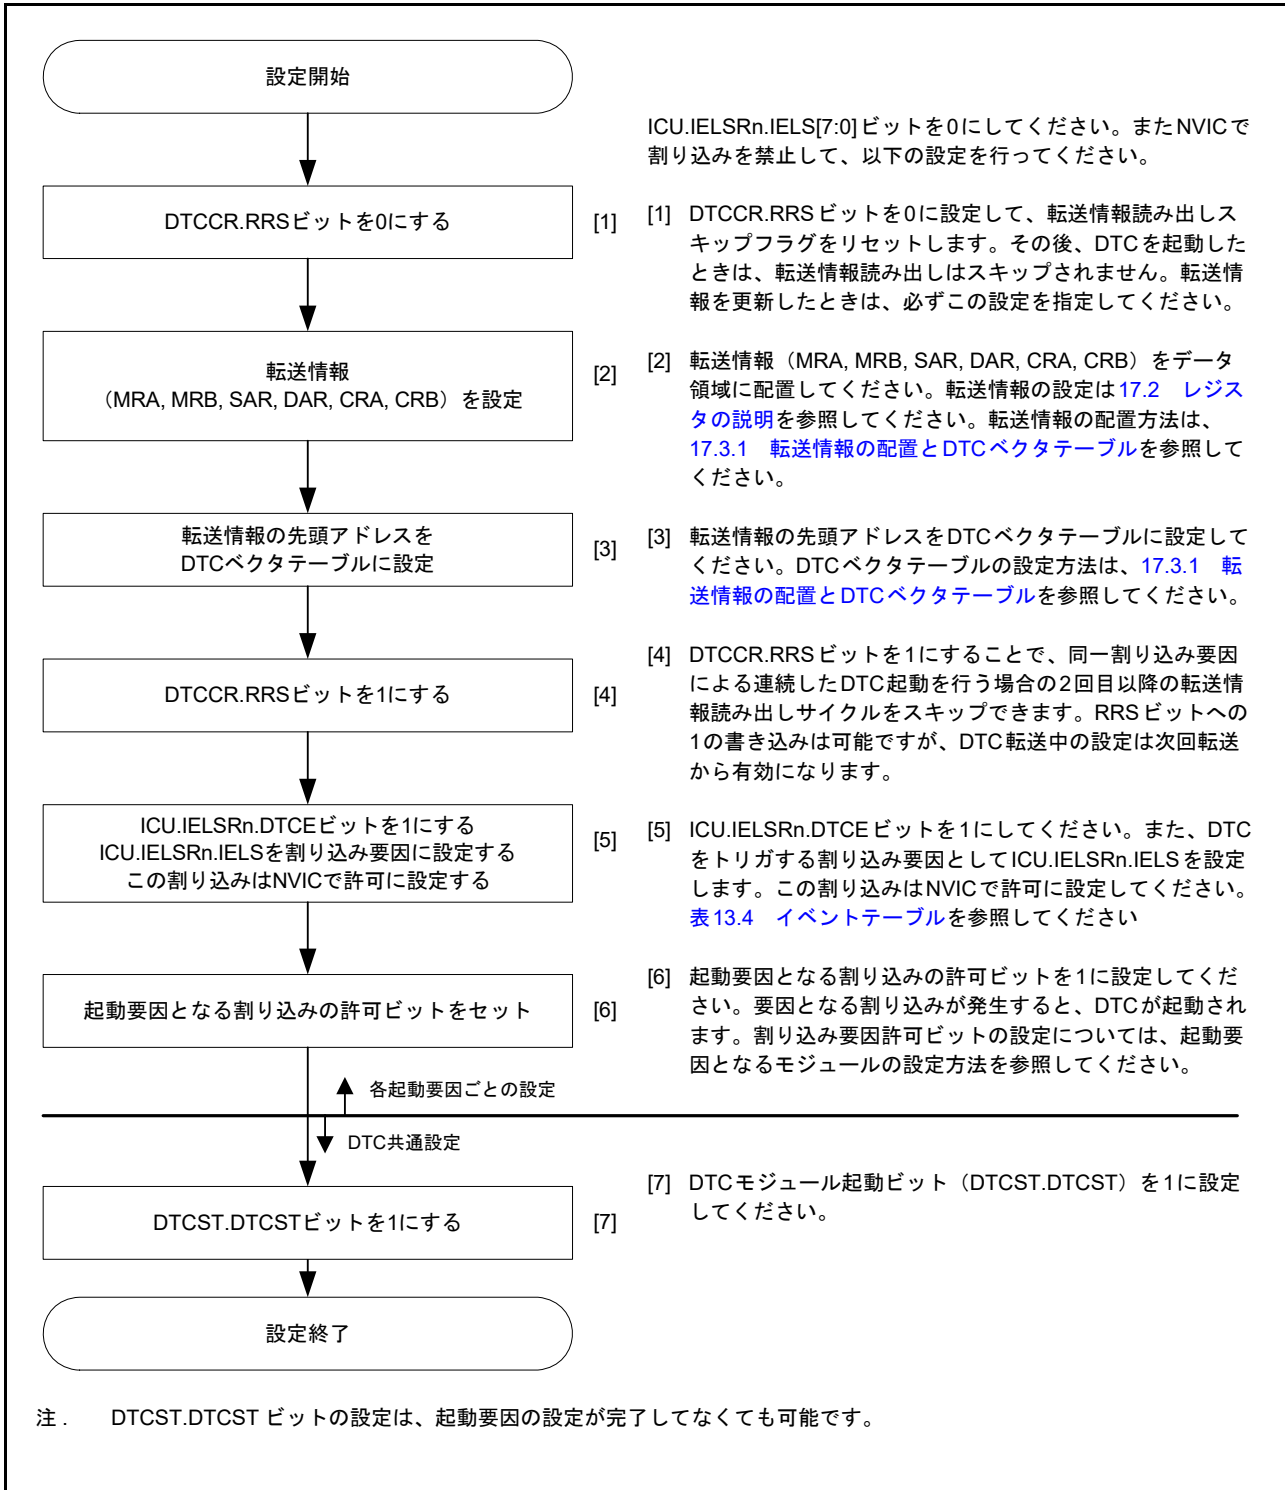 設定開始
ICU.IELSRn.IELS[7:0]ビットを0にしてください。またNVICで
割り込みを禁止して、以下の設定を行ってください。
DTCCR.RRSビットを0にする
[1]
[1] DTCCR.RRSビットを0に設定して、転送情報読み出しス
キップフラグをリセットします。その後、DTCを起動した
ときは、転送情報読み出しはスキップされません。転送情
報を更新したときは、必ずこの設定を指定してください。
転送情報
（MRA, MRB, SAR, DAR, CRA, CRB）を設定
[2]
[2] 転送情報（MRA, MRB, SAR, DAR, CRA, CRB）をデータ
領域に配置してください。転送情報の設定は17.2 レジス
タの説明を参照してください。転送情報の配置方法は、
17.3.1 転送情報の配置とDTCベクタテーブルを参照して
ください。
転送情報の先頭アドレスを
DTCベクタテーブルに設定
[3]
[3] 転送情報の先頭アドレスをDTCベクタテーブルに設定して
ください。DTCベクタテーブルの設定方法は、17.3.1 転
送情報の配置とDTCベクタテーブルを参照してください。
DTCCR.RRSビットを1にする
[4]
[4] DTCCR.RRSビットを1にすることで、同一割り込み要因
による連続したDTC起動を行う場合の2回目以降の転送情
報読み出しサイクルをスキップできます。RRSビットへの
1の書き込みは可能ですが、DTC転送中の設定は次回転送
から有効になります。
ICU.IELSRn.DTCEビットを1にする
ICU.IELSRn.IELSを割り込み要因に設定する
この割り込みはNVICで許可に設定する
[5]
[5] ICU.IELSRn.DTCEビットを1にしてください。また、DTC
をトリガする割り込み要因としてICU.IELSRn.IELSを設定
します。この割り込みはNVICで許可に設定してください。
表13.4 イベントテーブルを参照してください
起動要因となる割り込みの許可ビットをセット
[6]
[6] 起動要因となる割り込みの許可ビットを1に設定してくだ
さい。要因となる割り込みが発生すると、DTCが起動され
ます。割り込み要因許可ビットの設定については、起動要
因となるモジュールの設定方法を参照してください。
各起動要因ごとの設定
DTC共通設定
DTCST.DTCSTビットを1にする
[7]
[7] DTCモジュール起動ビット（DTCST.DTCST）を1に設定
してください。
設定終了
注． DTCST.DTCST ビットの設定は、起動要因の設定が完了してなくても可能です。